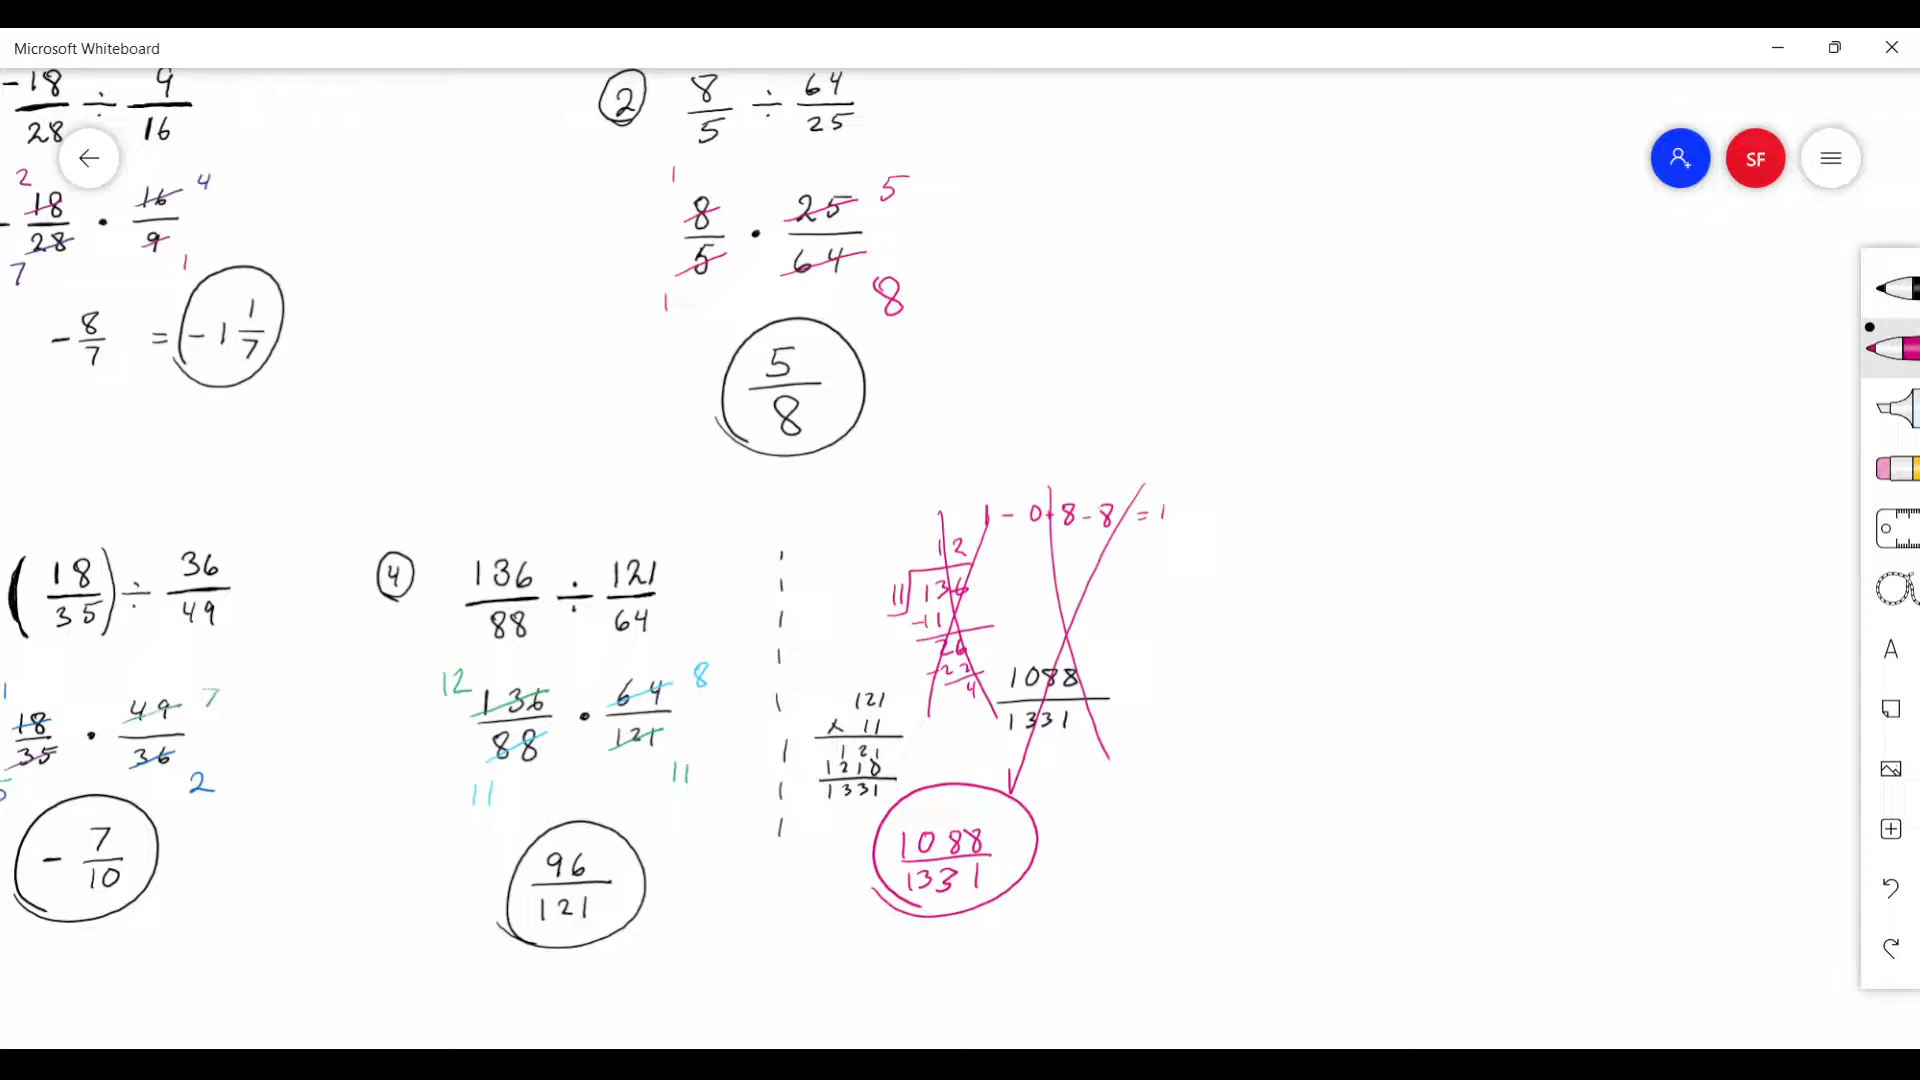 Microsoft Whiteboard
-18/28 ÷ 9/16
2 4
- 18/28 · 16/9
7 1
- 8/7 = -1 1/7
② 8/5 ÷ 64/25
1 5
8/5 · 25/64
1 8
5/8
SF
(18/35) ÷ 36/49
1 7
18/35 · 49/36
5 2
- 7/10
④ 136/88 ÷ 121/64
12 8
136/88 · 64/121
11 11
96/121
1 - 0 + 8 - 8 = 1
12
11 136
-11
26
-22
4
121
x 11
121
1210
1331
1088/1331
1088/1331
A